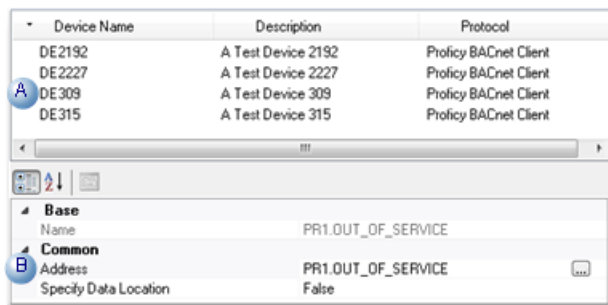 Device Name Description Protocol
DE2192 A Test Device 2192 Proficy BACnet Client
DE2227 A Test Device 2227 Proficy BACnet Client
A DE309 A Test Device 309 Proficy BACnet Client
DE315 A Test Device 315 Proficy BACnet Client
Base
Name PR1.OUT_OF_SERVICE
Common
B Address PR1.OUT_OF_SERVICE ...
Specify Data Location False